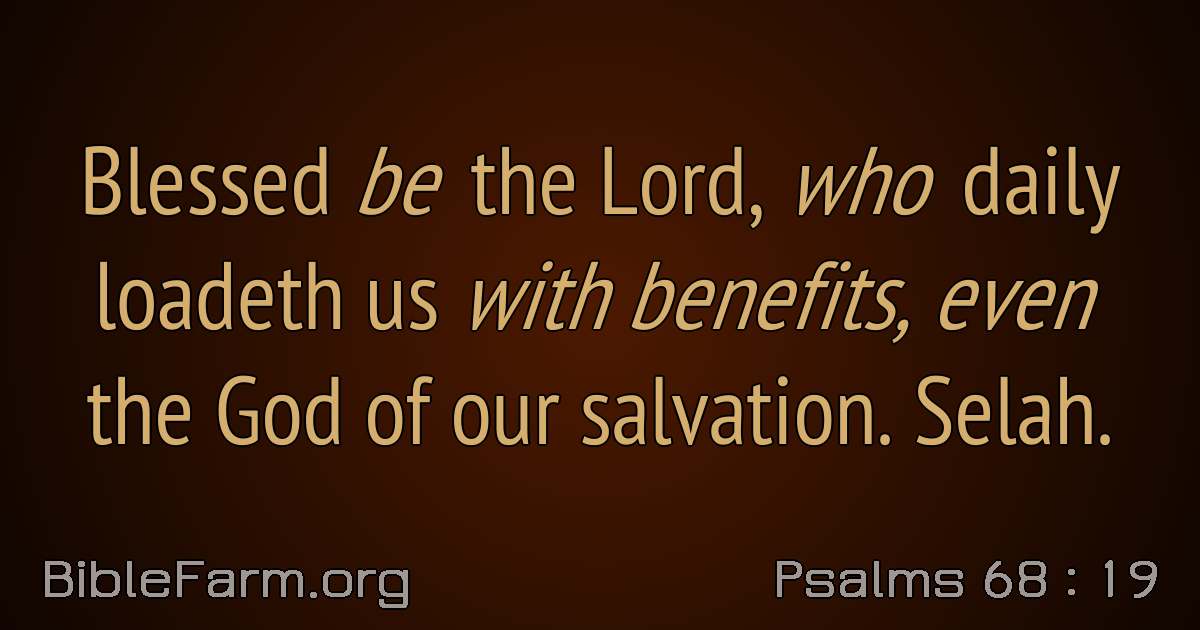 Blessed be the Lord, who daily
loadeth us with benefits, even
the God of our salvation. Selah.
BibleFarm.org
Psalms 68 : 19